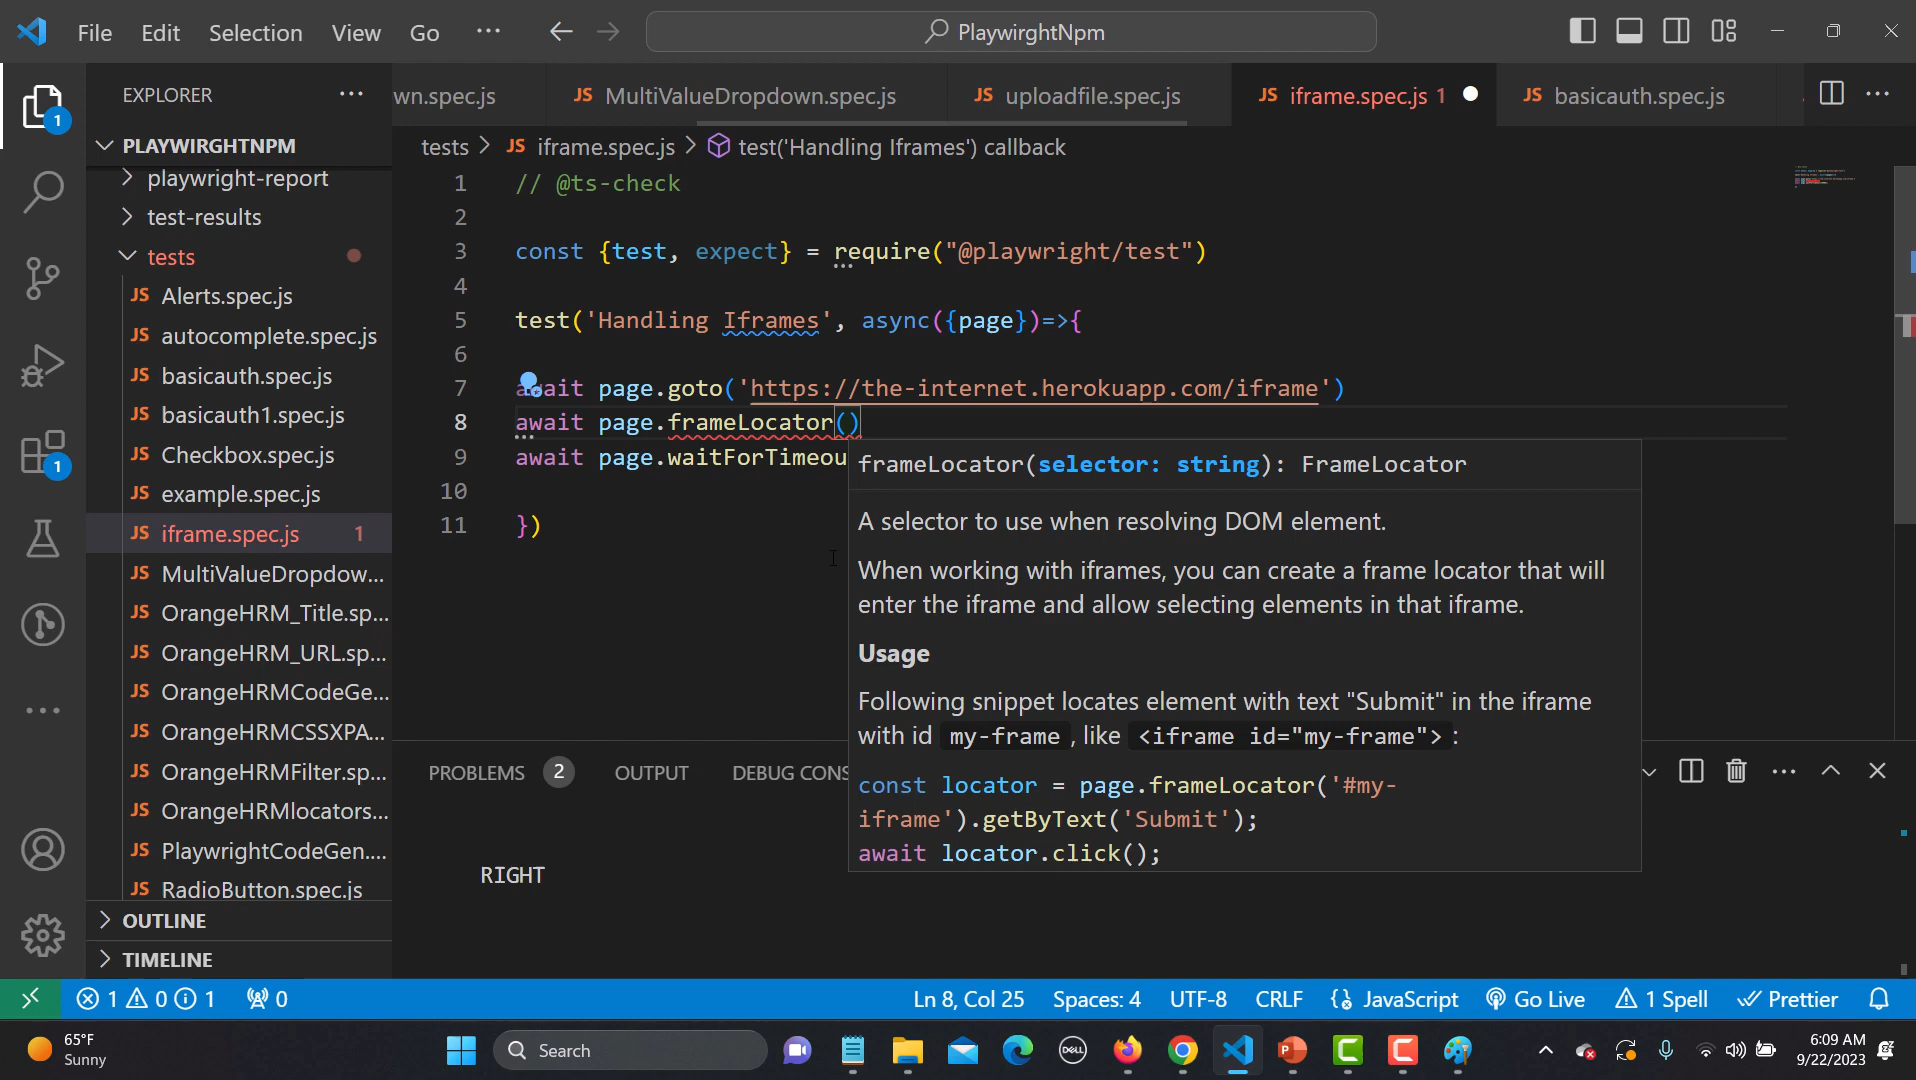 File Edit Selection View Go ... PlaywirghtNpm
EXPLORER ...
1
PLAYWIRGHTNPM
playwright-report
test-results
tests
JS Alerts.spec.js
JS autocomplete.spec.js
JS basicauth.spec.js
JS basicauth1.spec.js
JS Checkbox.spec.js
JS example.spec.js
JS iframe.spec.js 1
JS MultiValueDropdow...
JS OrangeHRM_Title.sp...
JS OrangeHRM_URL.sp...
JS OrangeHRMCodeGe...
JS OrangeHRMCSSXPA...
JS OrangeHRMFilter.sp...
JS OrangeHRMlocators...
JS PlaywrightCodeGen....
JS RadioButton.spec.js
OUTLINE
TIMELINE
1
wn.spec.js JS MultiValueDropdown.spec.js JS uploadfile.spec.js JS iframe.spec.js 1 JS basicauth.spec.js ...
tests > JS iframe.spec.js > test('Handling Iframes') callback
1 // @ts-check
2
3 const {test, expect} = require("@playwright/test")
4
5 test('Handling Iframes', async({page})=>{
6
7 await page.goto('https://the-internet.herokuapp.com/iframe')
8 await page.frameLocator()
9 await page.waitForTimeou
10
11 })
frameLocator(selector: string): FrameLocator
A selector to use when resolving DOM element.
When working with iframes, you can create a frame locator that will
enter the iframe and allow selecting elements in that iframe.
Usage
Following snippet locates element with text "Submit" in the iframe
with id my-frame, like <iframe id="my-frame">:
const locator = page.frameLocator('#my-
iframe').getByText('Submit');
await locator.click();
PROBLEMS 2 OUTPUT DEBUG CONS ...
RIGHT
1 0 1 0 Ln 8, Col 25 Spaces: 4 UTF-8 CRLF JavaScript Go Live 1 Spell Prettier
65°F
Sunny
Search
DELL
6:09 AM
9/22/2023